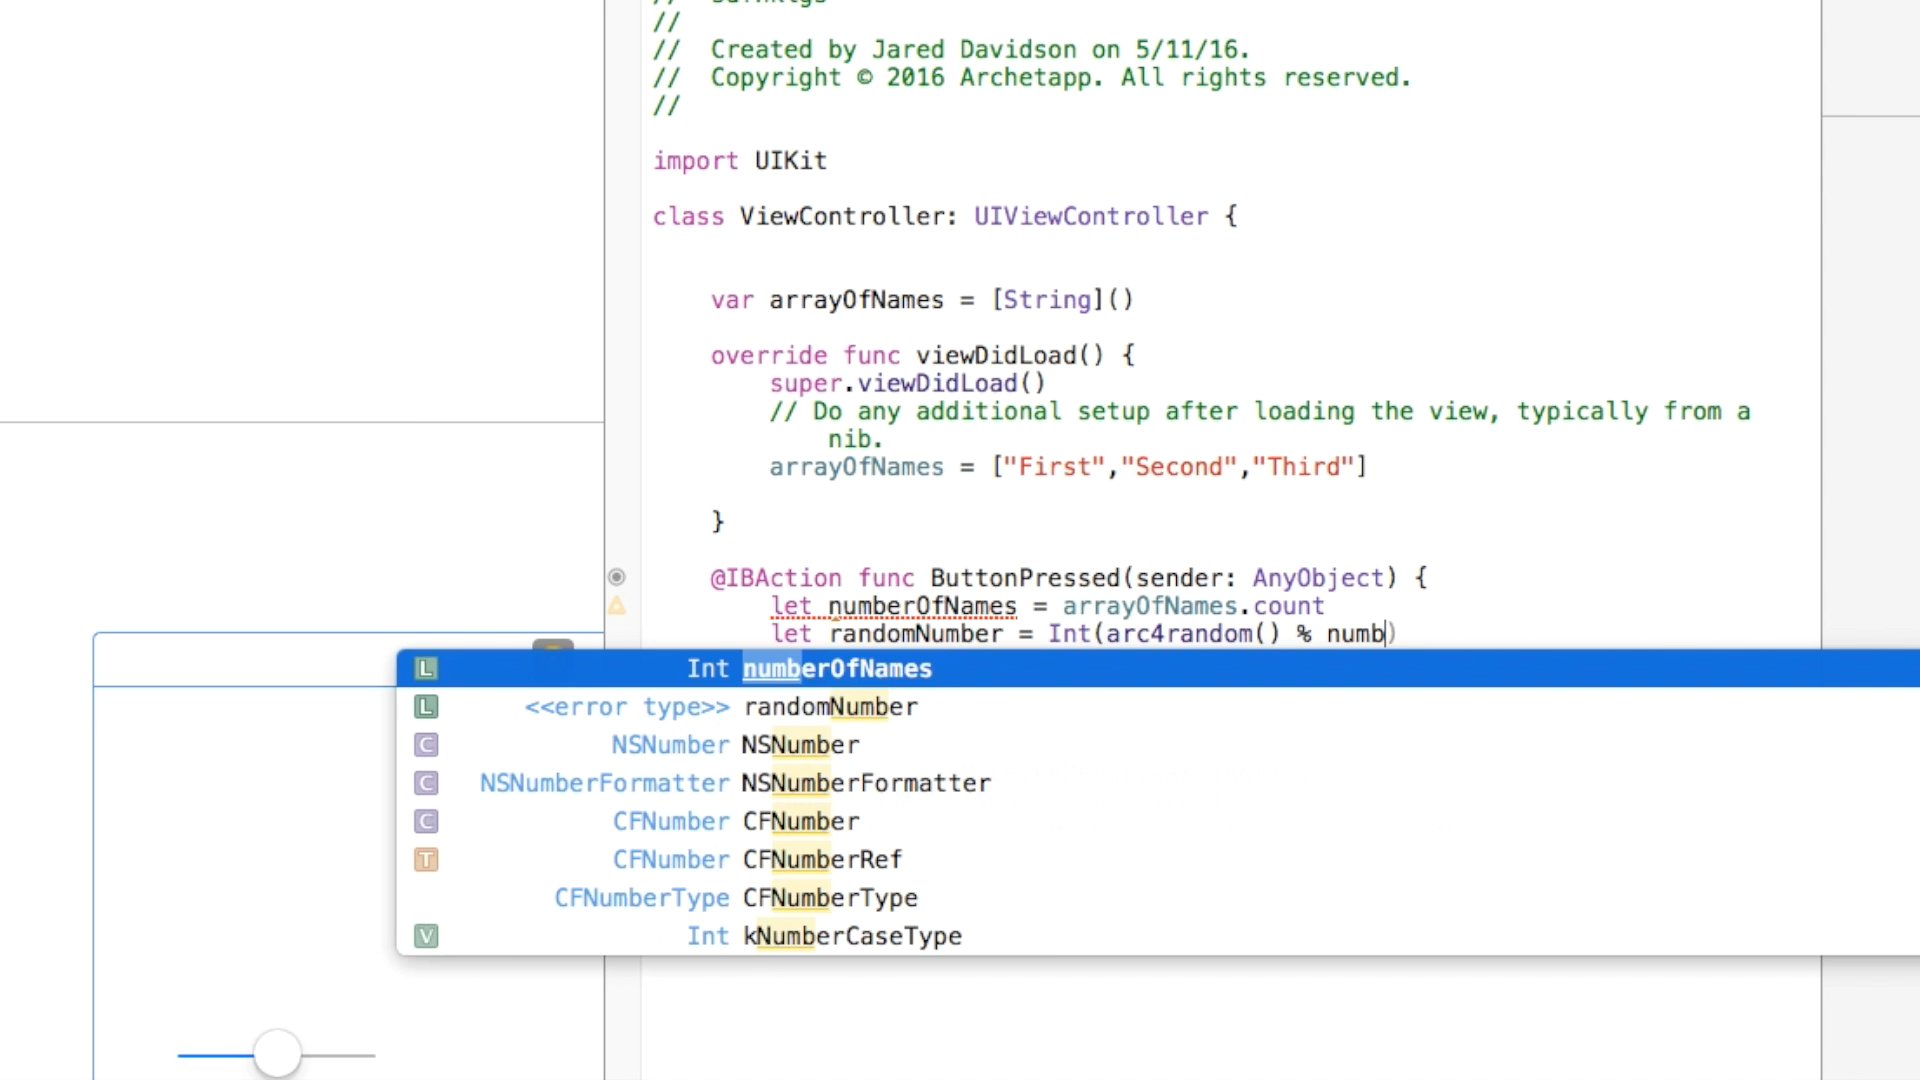 //
// Created by Jared Davidson on 5/11/16.
// Copyright © 2016 Archetapp. All rights reserved.
//
import UIKit
class ViewController: UIViewController {
var arrayOfNames = [String]()
override func viewDidLoad() {
super.viewDidLoad()
// Do any additional setup after loading the view, typically from a
nib.
arrayOfNames = ["First","Second","Third"]
}
@IBAction func ButtonPressed(sender: AnyObject) {
let numberOfNames = arrayOfNames.count
let randomNumber = Int(arc4random() % numb)
L Int numberOfNames
L <<error type>> randomNumber
C NSNumber NSNumber
C NSNumberFormatter NSNumberFormatter
C CFNumber CFNumber
T CFNumber CFNumberRef
CFNumberType CFNumberType
V Int kNumberCaseType